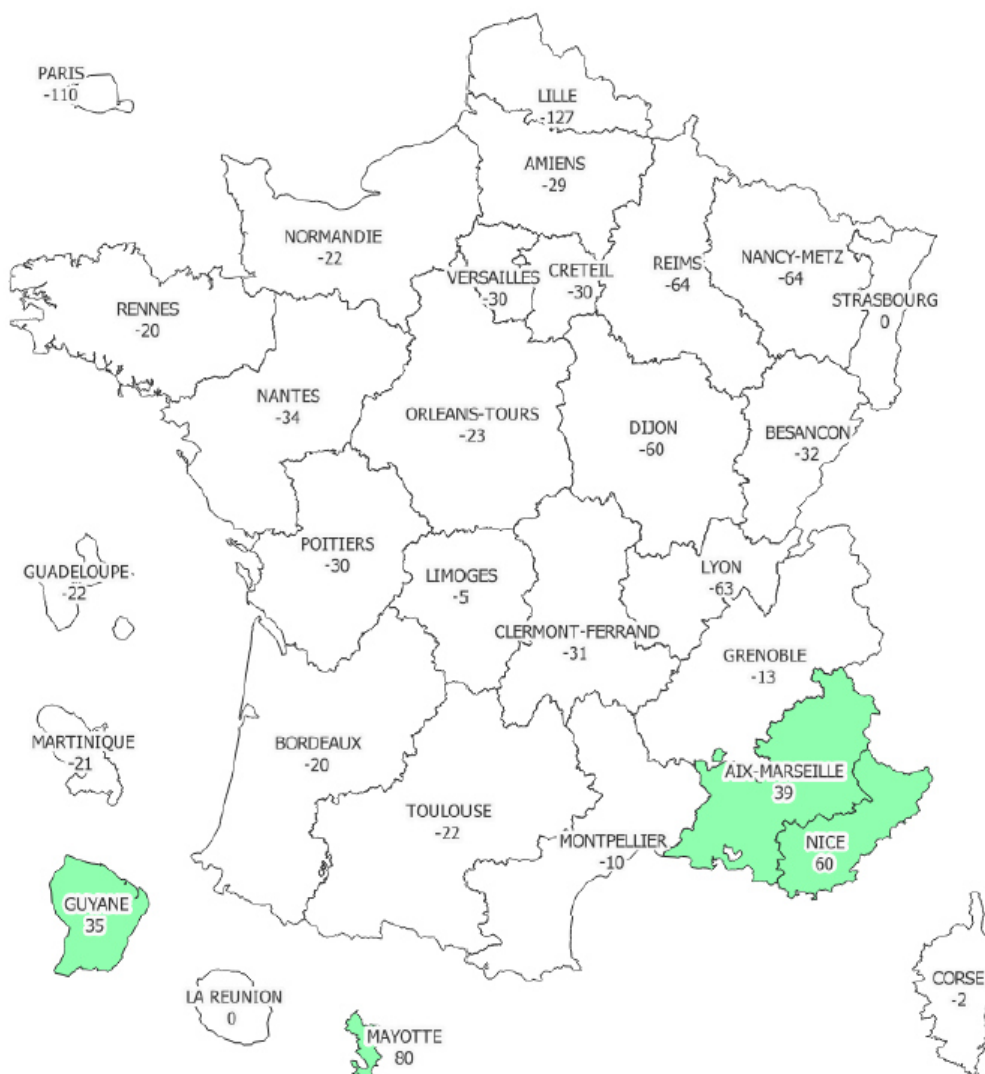 PARIS
-110
LILLE
-127
AMIENS
-29
NORMANDIE
-22
VERSAILLES
-30
CRETEIL
-30
REIMS
-64
NANCY-METZ
-64
STRASBOURG
0
RENNES
-20
NANTES
-34
ORLEANS-TOURS
-23
DIJON
-60
BESANCON
-32
POITIERS
-30
LIMOGES
-5
LYON
-63
GUADELOUPE
-22
CLERMONT-FERRAND
-31
GRENOBLE
-13
MARTINIQUE
-21
BORDEAUX
-20
AIX-MARSEILLE
39
TOULOUSE
-22
MONTPELLIER
-10
NICE
60
GUYANE
35
LA REUNION
0
CORSE
-2
MAYOTTE
80